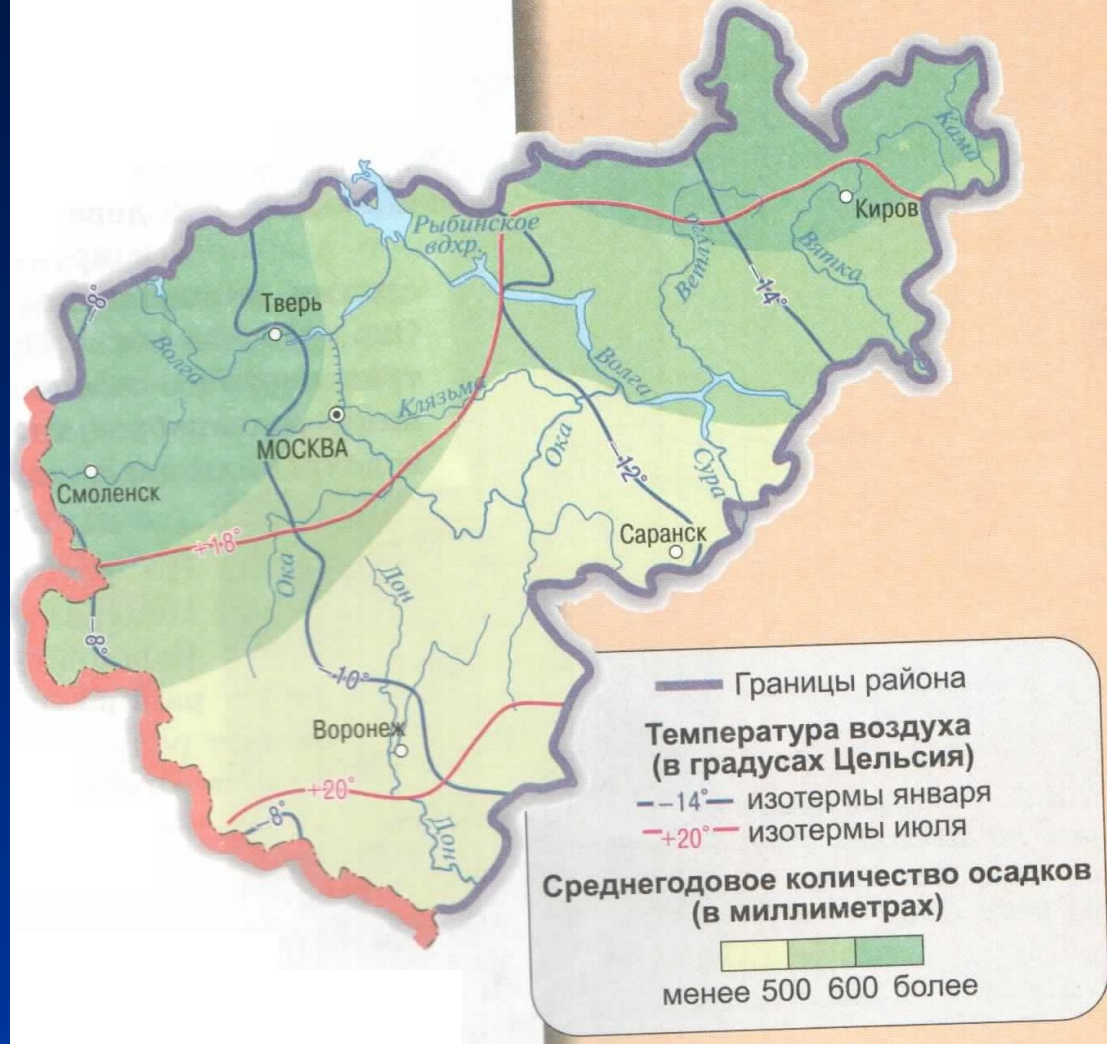 Кама
Киров
Рыбинское
вдхр.
Ветлуга
Вятка
-14°
-8°
Тверь
Волга
Волга
Клязьма
МОСКВА
Ока
-12°
Сура
Смоленск
Саранск
+18°
Ока
Дон
-8°
-10°
Воронеж
+20°
-8°
Дон
Границы района
Температура воздуха
(в градусах Цельсия)
-14° изотермы января
+20° изотермы июля
Среднегодовое количество осадков
(в миллиметрах)
менее 500 600 более